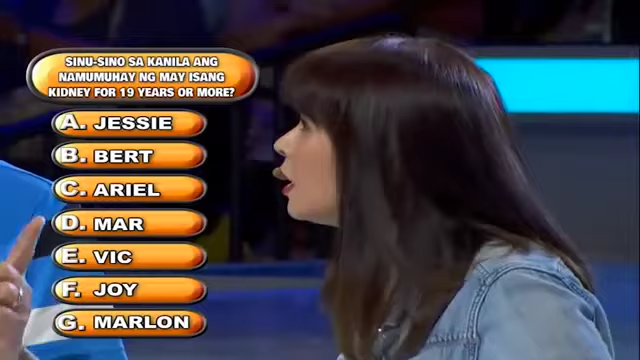 SINU-SINO SA KANILA ANG
NAMUMUHAY NG MAY ISANG
KIDNEY FOR 19 YEARS OR MORE?
A. JESSIE
B. BERT
C. ARIEL
D. MAR
E. VIC
F. JOY
G. MARLON